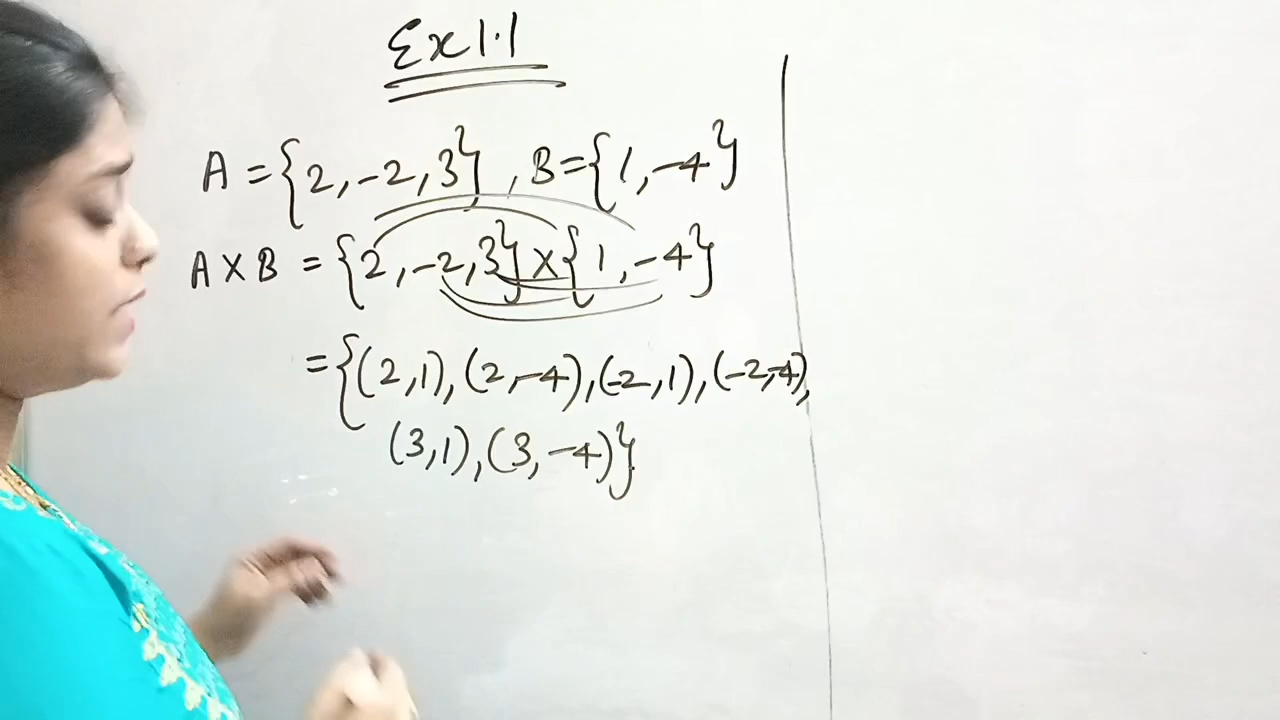 Ex 1.1
A = {2, -2, 3}, B = {1, -4}
A X B = {2, -2, 3} X {1, -4}
= {(2, 1), (2, -4), (-2, 1), (-2, -4),
(3, 1), (3, -4)}